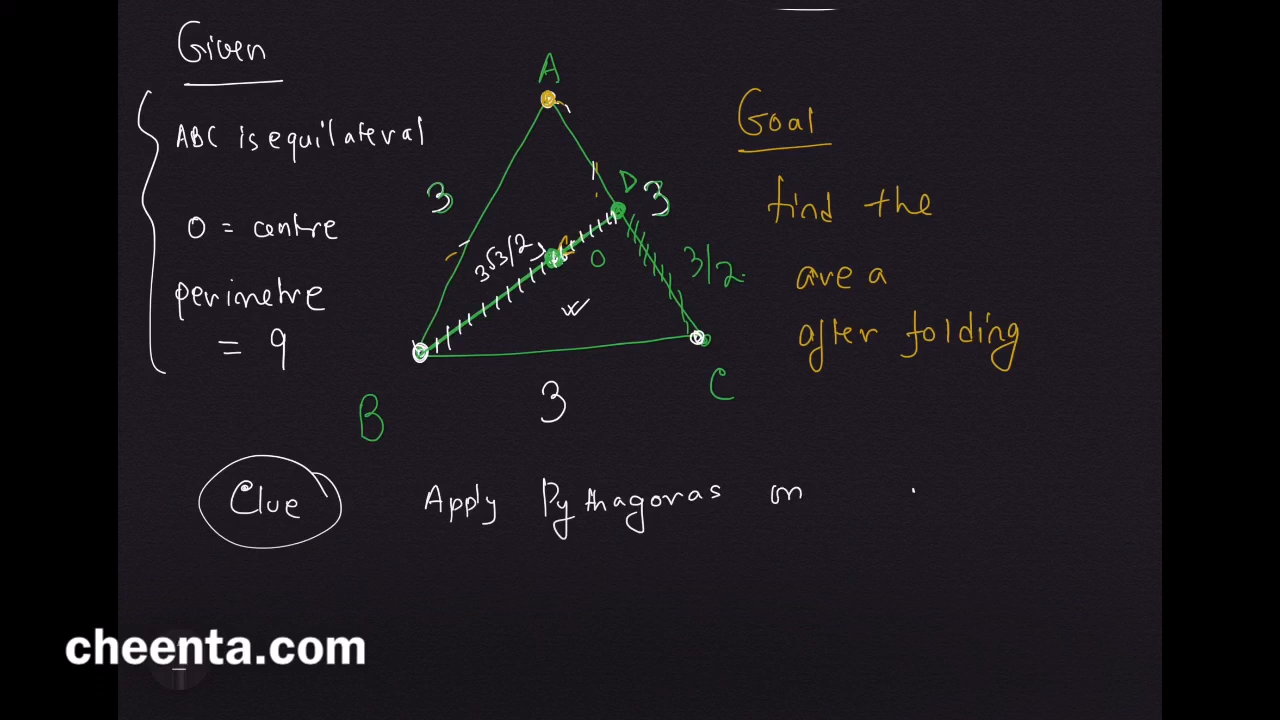 Given
ABC is equilateral
O = centre
perimetre
= 9
A
3
D
3
3√3/2
O
3/2
B
3
C
Goal
find the
area
after folding
Clue
Apply Pythagoras on
cheenta.com